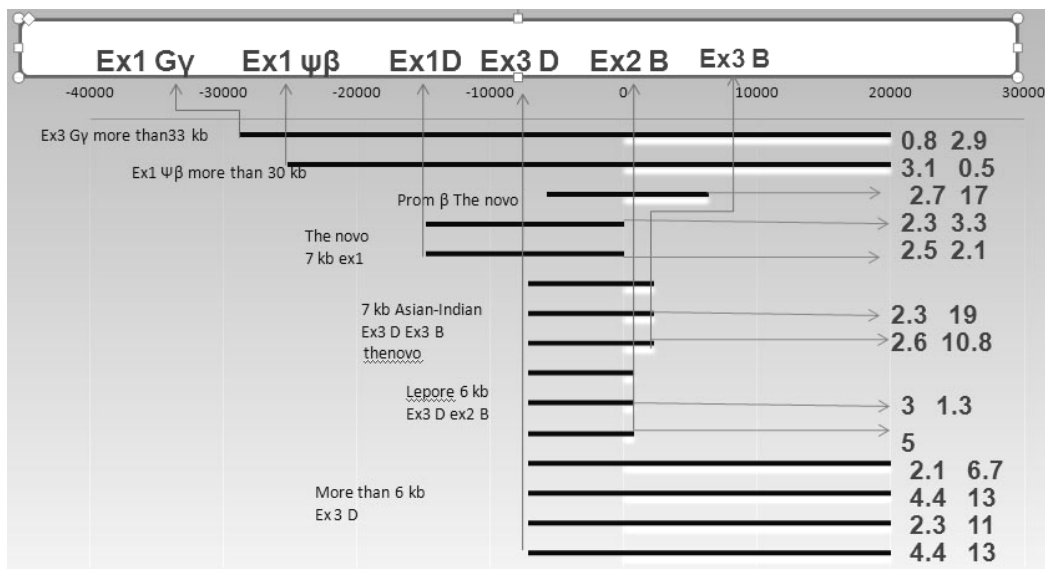 Ex1 Gγ Ex1 ψβ Ex1D Ex3 D Ex2 B Ex3 B
-40000 -30000 -20000 -10000 0 10000 20000 30000
Ex3 Gγ more than33 kb
0.8 2.9
Ex1 Ψβ more than 30 kb
3.1 0.5
Prom β The novo
2.7 17
2.3 3.3
The novo
7 kb ex1
2.5 2.1
7 kb Asian-Indian
Ex3 D Ex3 B
thenovo
2.3 19
2.6 10.8
Lepore 6 kb
Ex3 D ex2 B
3 1.3
5
2.1 6.7
More than 6 kb
Ex3 D
4.4 13
2.3 11
4.4 13